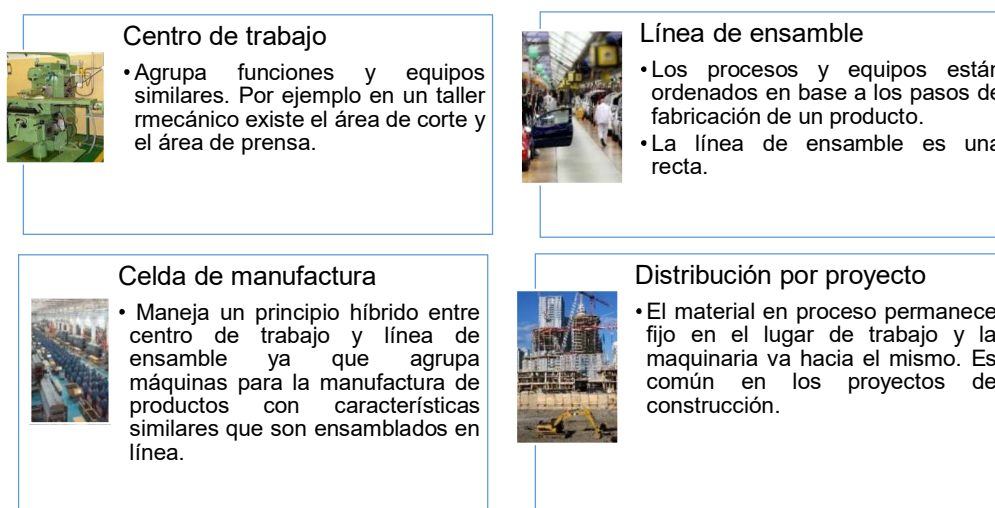 Centro de trabajo
•Agrupa funciones y equipos
similares. Por ejemplo en un taller
rmecánico existe el área de corte y
el área de prensa.
Línea de ensamble
•Los procesos y equipos están
ordenados en base a los pasos de
fabricación de un producto.
•La línea de ensamble es una
recta.
Celda de manufactura
• Maneja un principio híbrido entre
centro de trabajo y línea de
ensamble ya que agrupa
máquinas para la manufactura de
productos con características
similares que son ensamblados en
línea.
Distribución por proyecto
•El material en proceso permanece
fijo en el lugar de trabajo y la
maquinaria va hacia el mismo. Es
común en los proyectos de
construcción.